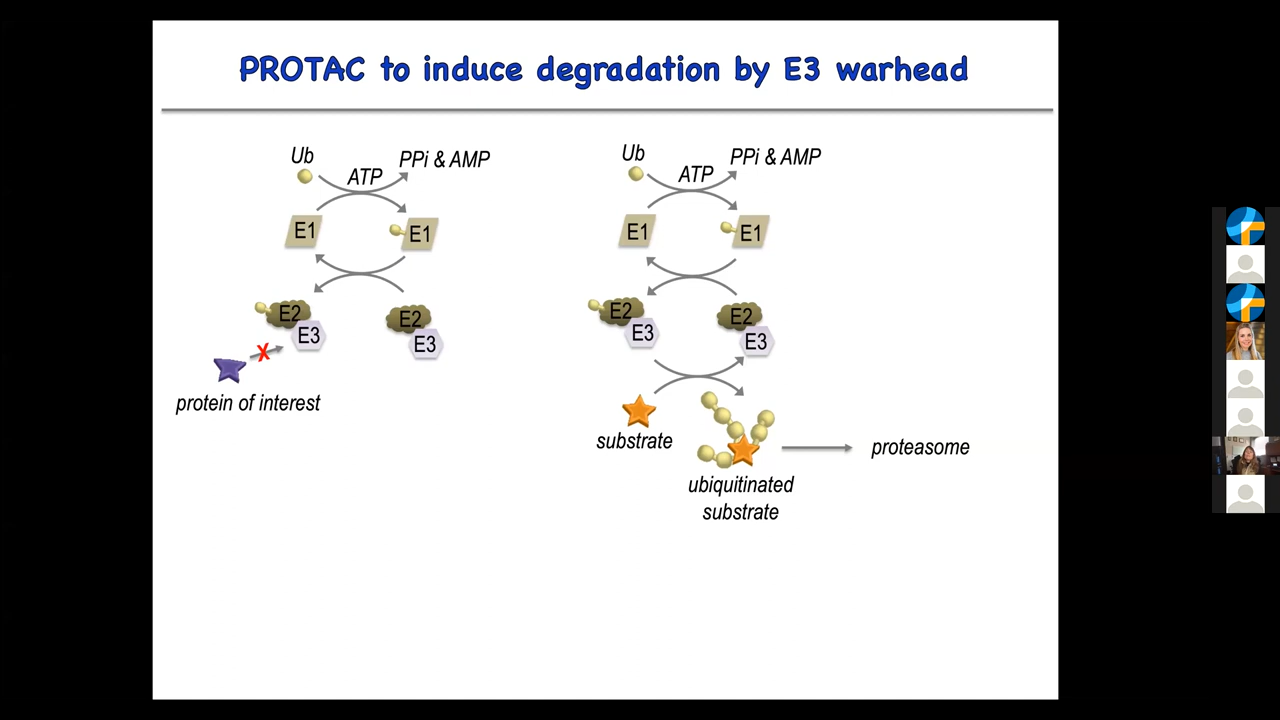 PROTAC to induce degradation by E3 warhead
Ub
ATP
PPi & AMP
E1
E1
E2
E3
E2
E3
X
protein of interest
Ub
ATP
PPi & AMP
E1
E1
E2
E3
E2
E3
substrate
ubiquitinated
substrate
proteasome